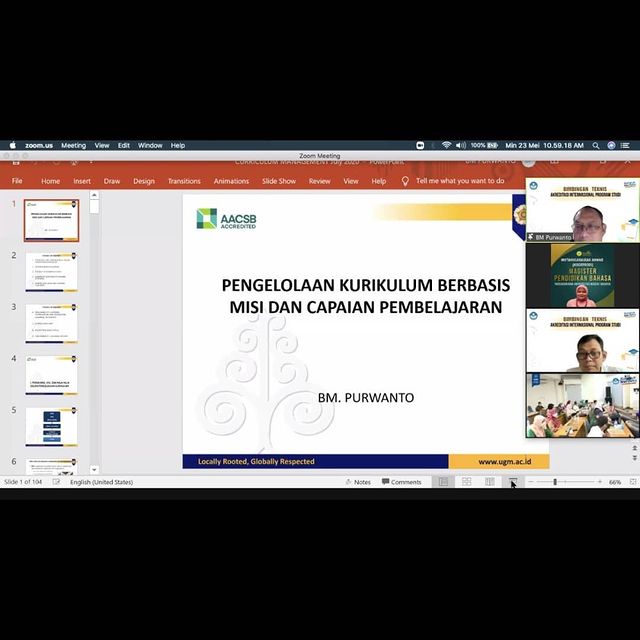 zoom.us Meeting View Edit Window Help
100% Min 23 Mei 10.59.18 AM
Zoom Meeting
CURRICULUM MANAGEMENT July 2020 - PowerPoint
BM PURWANTO
Home Insert Draw Design Transitions Animations Slide Show Review View Help Tell me what you want to do
1
2
3
4
5
6
AACSB
ACCREDITED
PENGELOLAAN KURIKULUM BERBASIS
MISI DAN CAPAIAN PEMBELAJARAN
BM. PURWANTO
Locally Rooted, Globally Respected
www.ugm.ac.id
BIMBINGAN TEKNIS
AKREDITASI INTERNASIONAL PROGRAM STUDI
BM Purwanto
MAGISTER
PENDIDIKAN BAHASA
BIMBINGAN TEKNIS
AKREDITASI INTERNASIONAL PROGRAM STUDI
Slide 1 of 104 English (United States) Notes Comments 66%